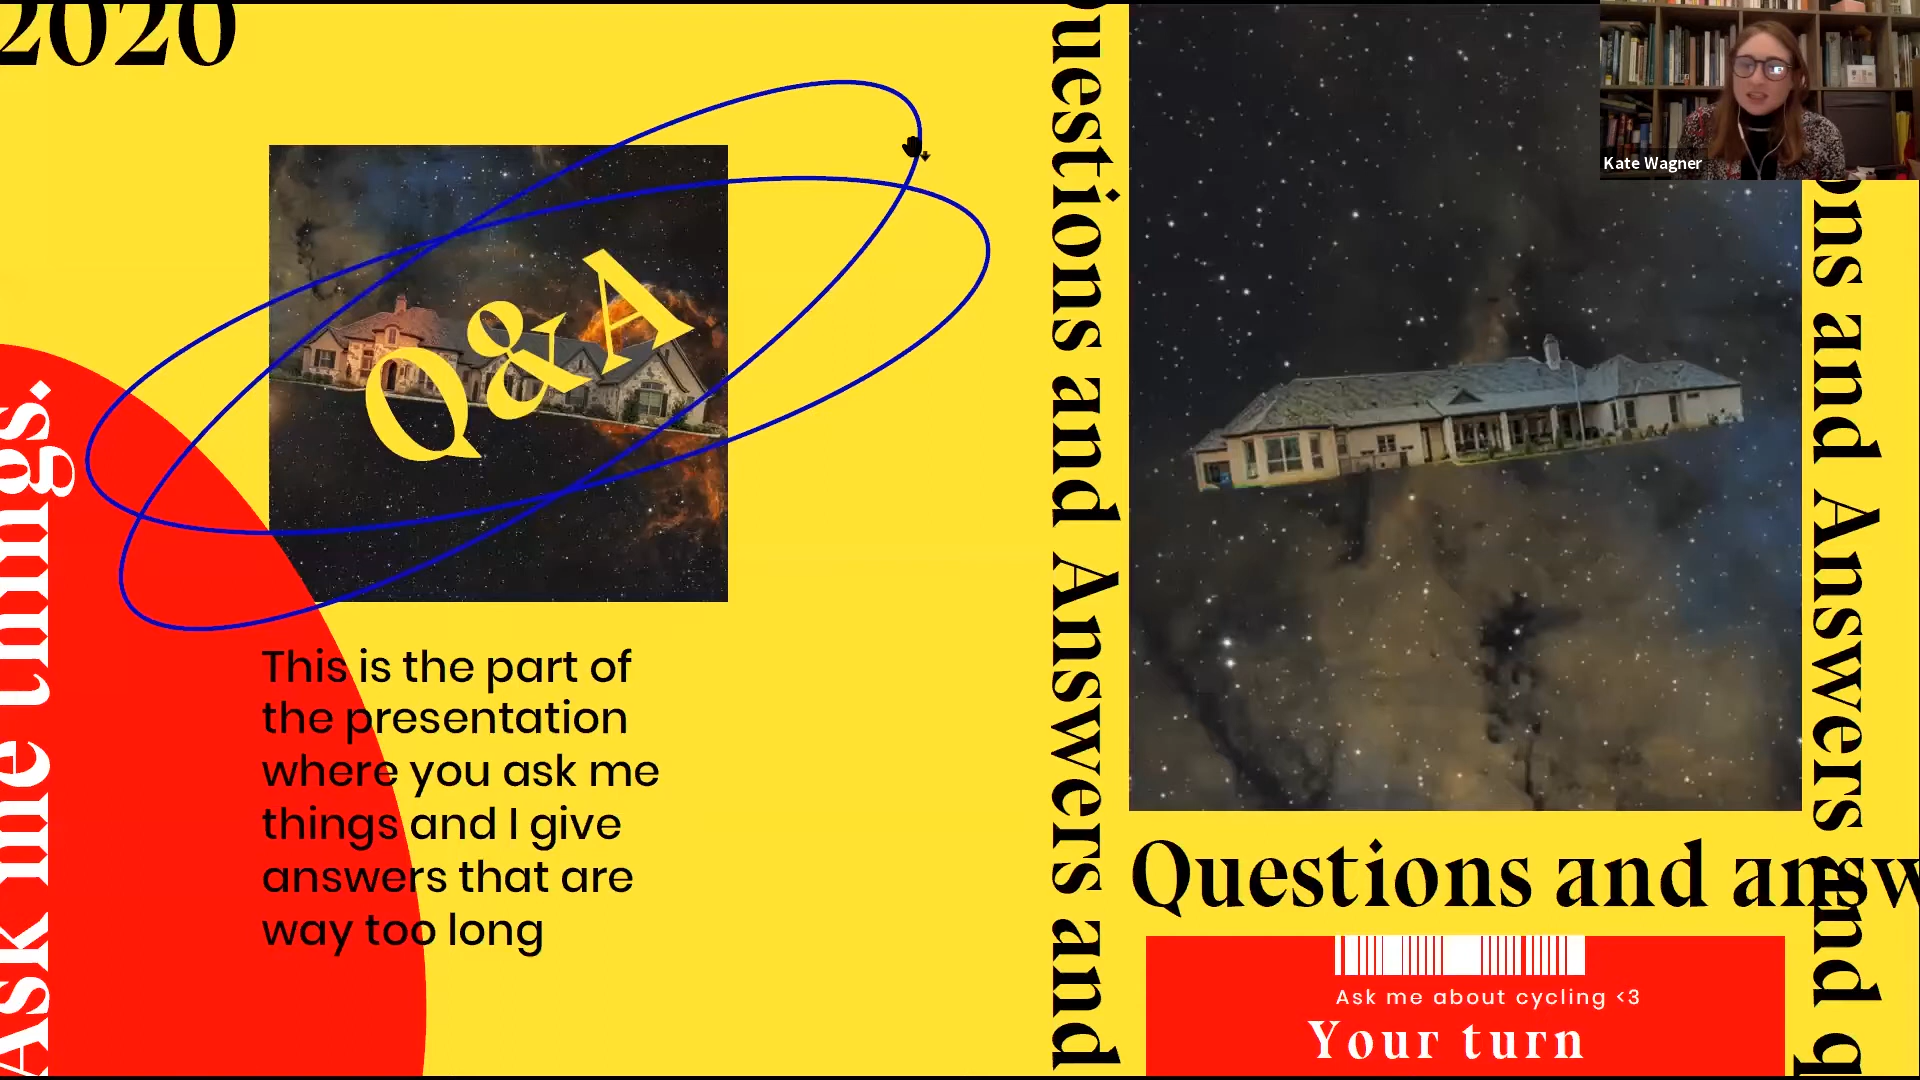 2020
Ask me things.
Q&A
This is the part of
the presentation
where you ask me
things and I give
answers that are
way too long
uestions and Answers and
Kate Wagner
ons and Answers and q
Questions and answ
Ask me about cycling <3
Your turn